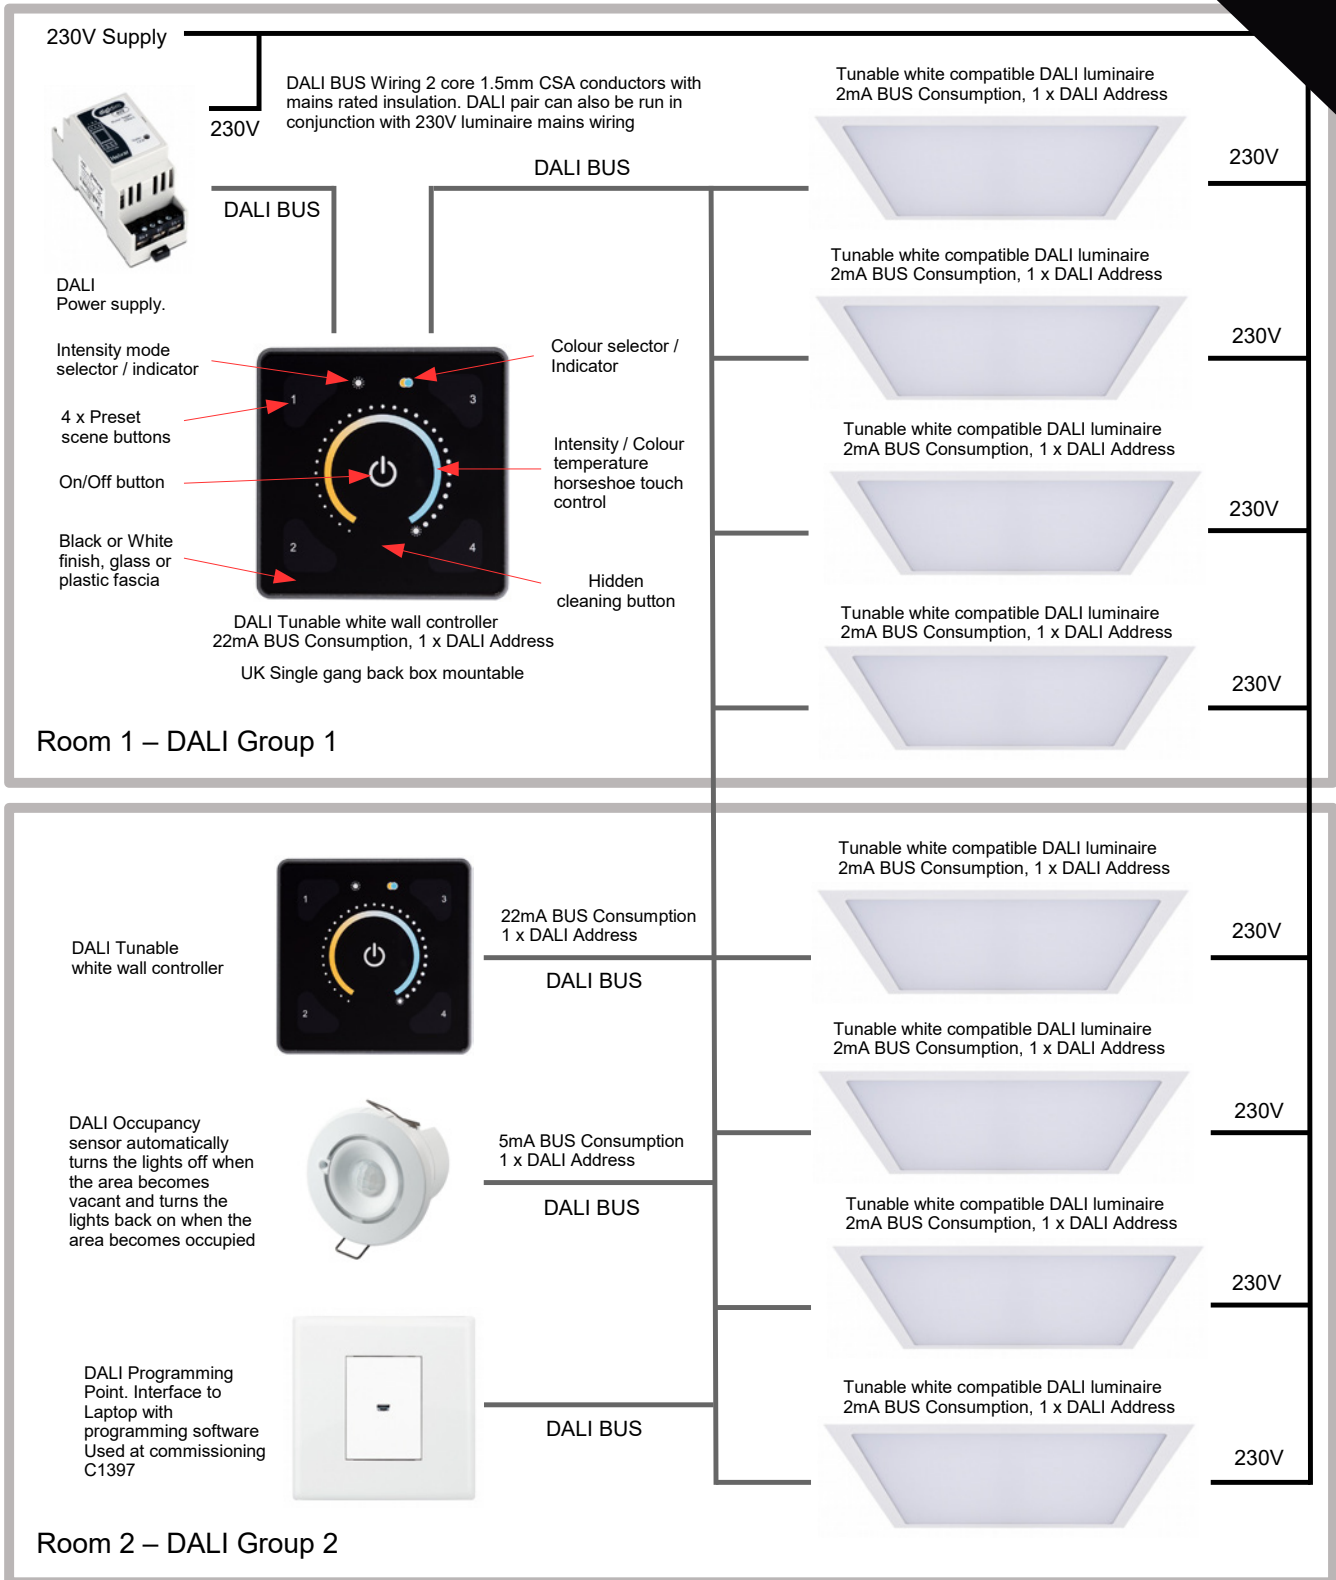 230V Supply
230V
DALI BUS Wiring 2 core 1.5mm CSA conductors with
mains rated insulation. DALI pair can also be run in
conjunction with 230V luminaire mains wiring
DALI BUS
DALI BUS
DALI
Power supply.
Intensity mode
selector / indicator
4 x Preset
scene buttons
On/Off button
Black or White
finish, glass or
plastic fascia
1
2
3
4
Colour selector /
Indicator
Intensity / Colour
temperature
horseshoe touch
control
Hidden
cleaning button
DALI Tunable white wall controller
22mA BUS Consumption, 1 x DALI Address
UK Single gang back box mountable
Tunable white compatible DALI luminaire
2mA BUS Consumption, 1 x DALI Address
230V
Tunable white compatible DALI luminaire
2mA BUS Consumption, 1 x DALI Address
230V
Tunable white compatible DALI luminaire
2mA BUS Consumption, 1 x DALI Address
230V
Tunable white compatible DALI luminaire
2mA BUS Consumption, 1 x DALI Address
230V
Room 1 – DALI Group 1
DALI Tunable
white wall controller
1
2
3
4
22mA BUS Consumption
1 x DALI Address
DALI BUS
DALI Occupancy
sensor automatically
turns the lights off when
the area becomes
vacant and turns the
lights back on when the
area becomes occupied
5mA BUS Consumption
1 x DALI Address
DALI BUS
DALI Programming
Point. Interface to
Laptop with
programming software
Used at commissioning
C1397
DALI BUS
Tunable white compatible DALI luminaire
2mA BUS Consumption, 1 x DALI Address
230V
Tunable white compatible DALI luminaire
2mA BUS Consumption, 1 x DALI Address
230V
Tunable white compatible DALI luminaire
2mA BUS Consumption, 1 x DALI Address
230V
Tunable white compatible DALI luminaire
2mA BUS Consumption, 1 x DALI Address
230V
Room 2 – DALI Group 2